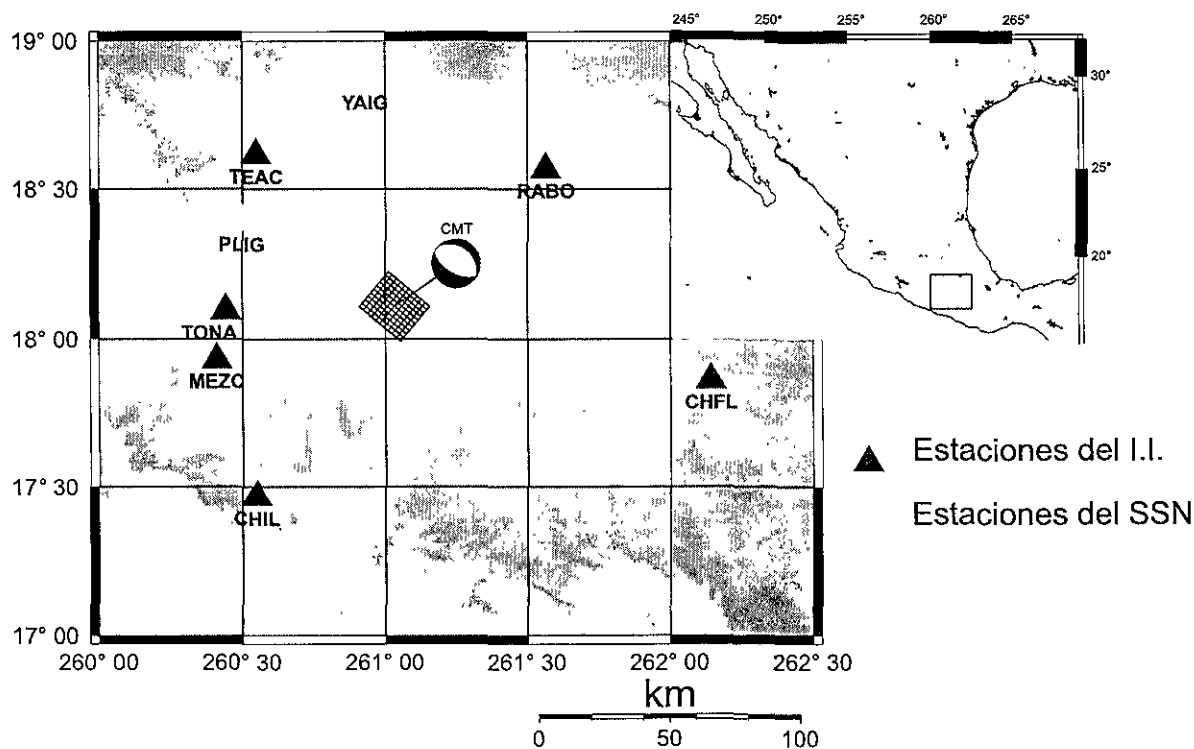 245° 250° 255° 260° 265°
19° 00
YAIG
30°
TEAC
RABO
18° 30
25°
PLIG
CMT
20°
TONA
18° 00
MEZC
CHFL
Estaciones del I.I.
17° 30
CHIL
Estaciones del SSN
17° 00
260° 00 260° 30 261° 00 261° 30 262° 00 262° 30
km
0 50 100